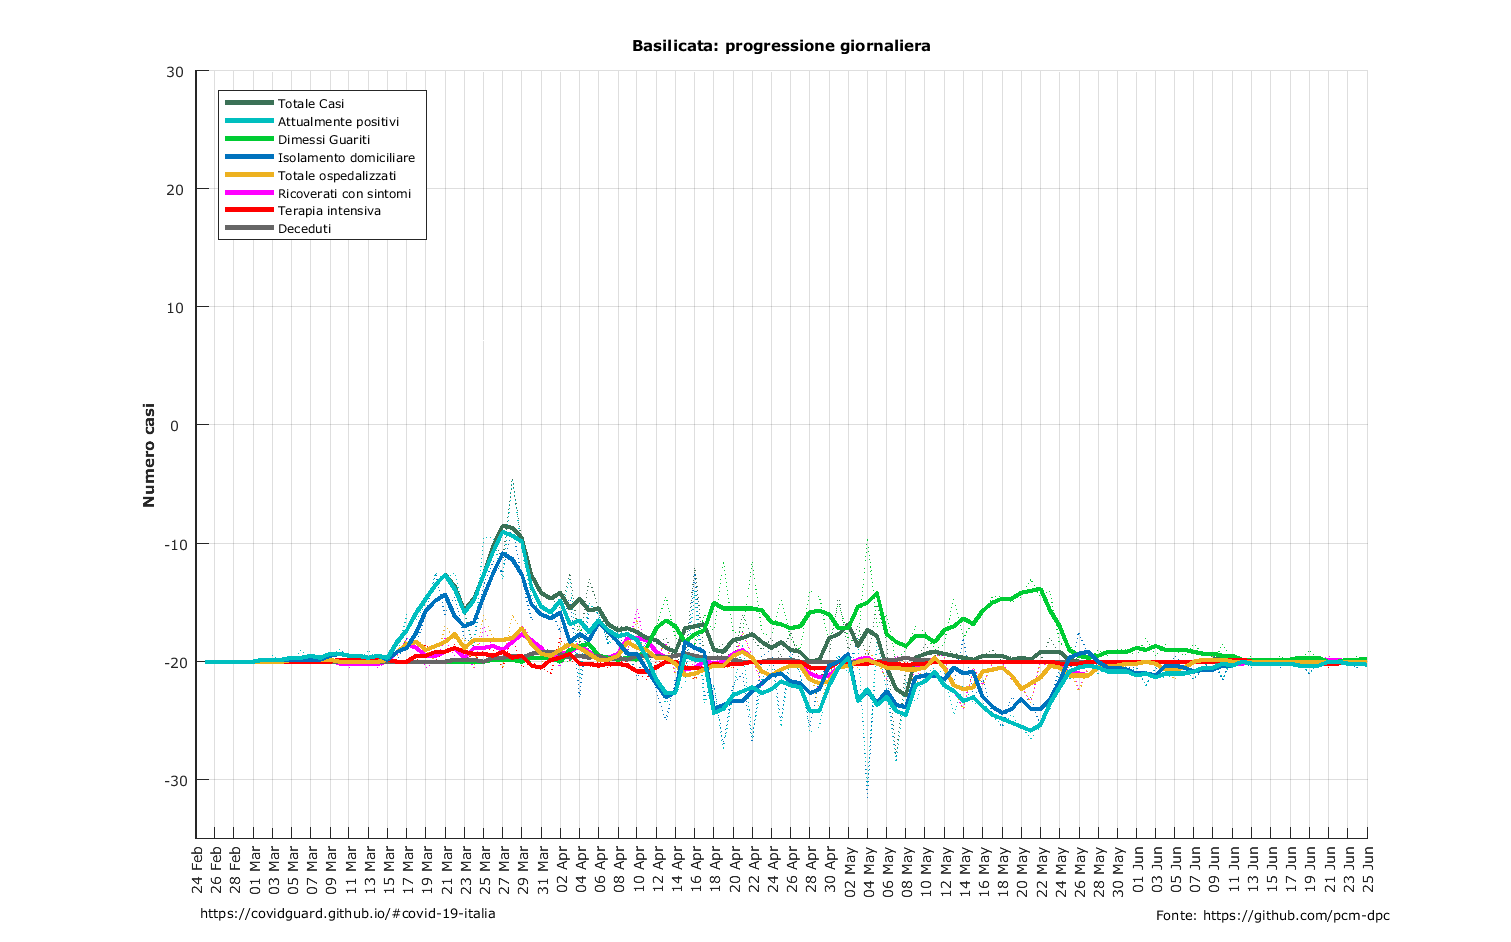 Basilicata: progressione giornaliera
30
20
10
0
-10
-20
-30
Numero casi
Totale Casi
Attualmente positivi
Dimessi Guariti
Isolamento domiciliare
Totale ospedalizzati
Ricoverati con sintomi
Terapia intensiva
Deceduti
24 Feb
26 Feb
28 Feb
01 Mar
03 Mar
05 Mar
07 Mar
09 Mar
11 Mar
13 Mar
15 Mar
17 Mar
19 Mar
21 Mar
23 Mar
25 Mar
27 Mar
29 Mar
31 Mar
02 Apr
04 Apr
06 Apr
08 Apr
10 Apr
12 Apr
14 Apr
16 Apr
18 Apr
20 Apr
22 Apr
24 Apr
26 Apr
28 Apr
30 Apr
02 May
04 May
06 May
08 May
10 May
12 May
14 May
16 May
18 May
20 May
22 May
24 May
26 May
28 May
30 May
01 Jun
03 Jun
05 Jun
07 Jun
09 Jun
11 Jun
13 Jun
15 Jun
17 Jun
19 Jun
21 Jun
23 Jun
25 Jun
https://covidguard.github.io/#covid-19-italia
Fonte: https://github.com/pcm-dpc